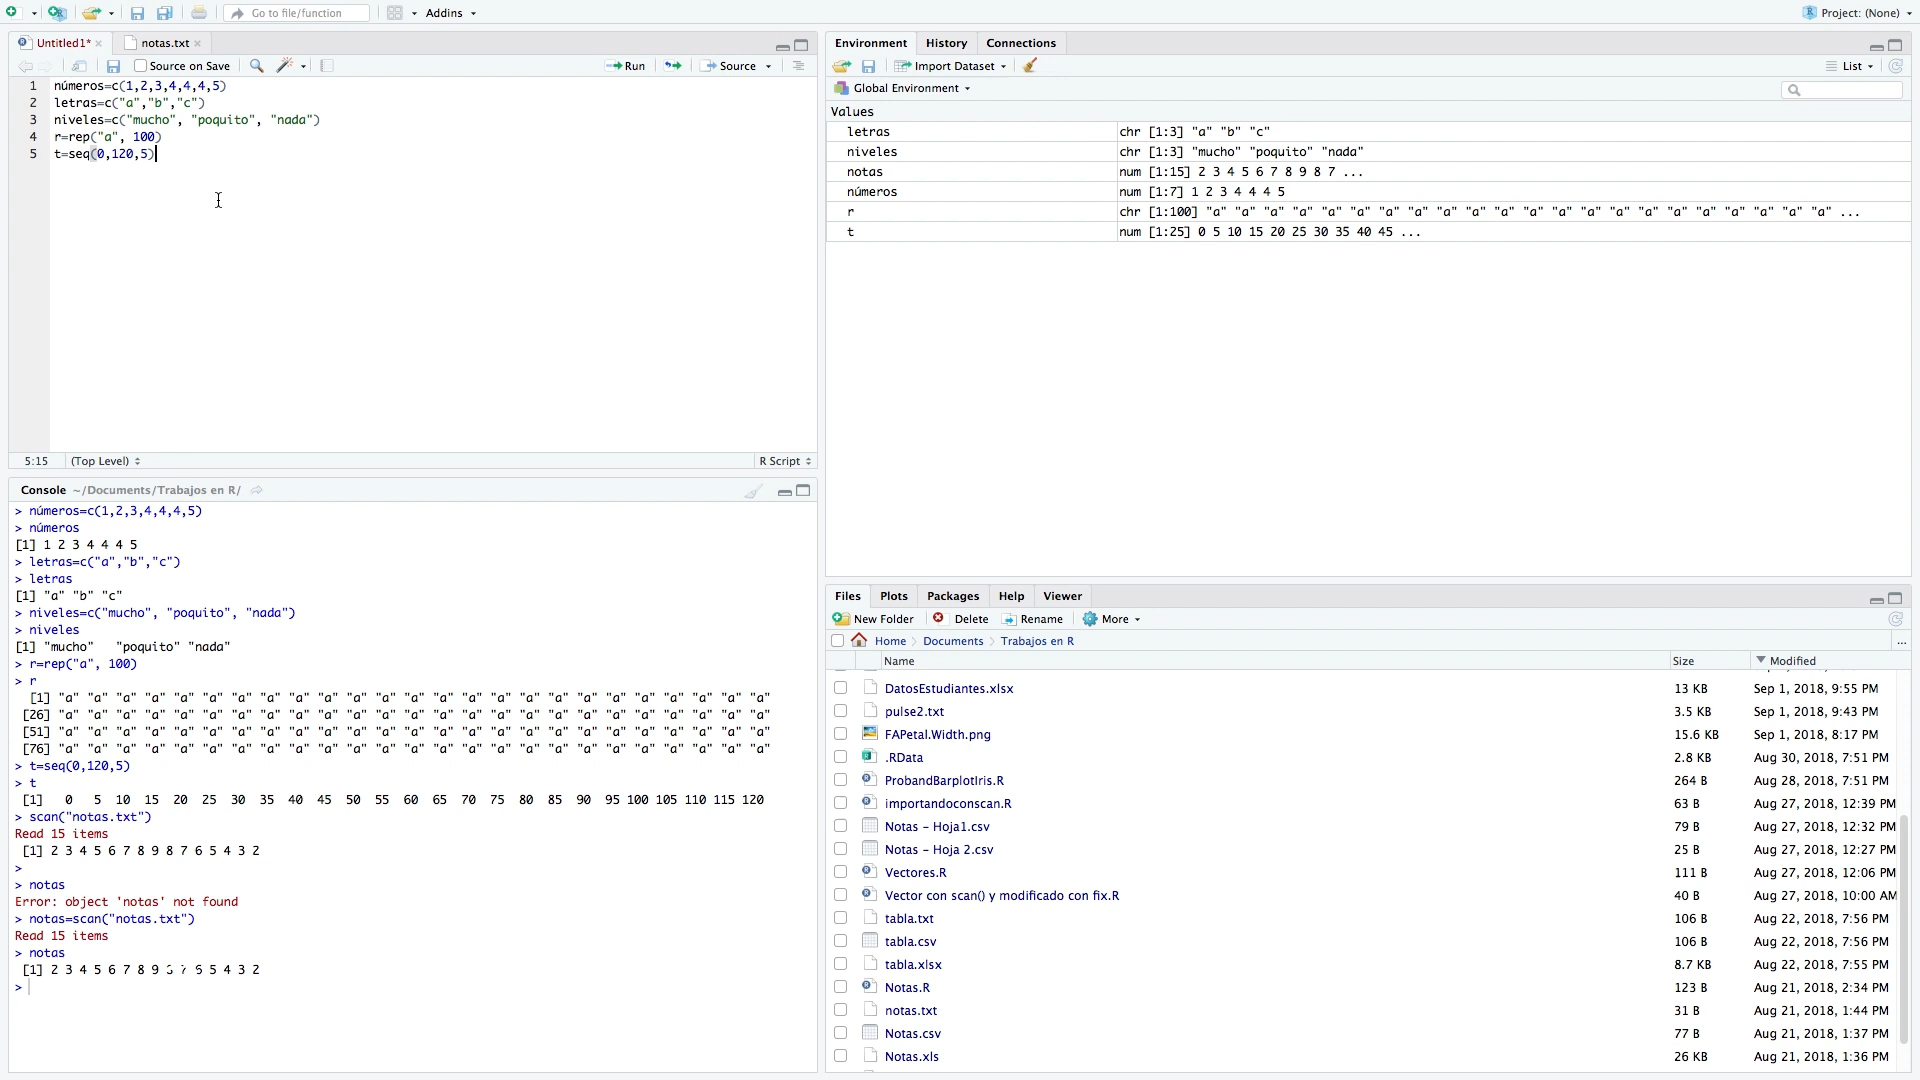 Go to file/function
Addins
Project: (None)
Untitled1*
notas.txt
Source on Save
Run
Source
1 números=c(1,2,3,4,4,4,5)
2 letras=c("a","b","c")
3 niveles=c("mucho", "poquito", "nada")
4 r=rep("a", 100)
5 t=seq(0,120,5)
5:15 (Top Level) R Script
Console ~/Documents/Trabajos en R/
> números=c(1,2,3,4,4,4,5)
> números
[1] 1 2 3 4 4 4 5
> letras=c("a","b","c")
> letras
[1] "a" "b" "c"
> niveles=c("mucho", "poquito", "nada")
> niveles
[1] "mucho"   "poquito" "nada"
> r=rep("a", 100)
> r
[1] "a" "a" "a" "a" "a" "a" "a" "a" "a" "a" "a" "a" "a" "a" "a" "a" "a" "a" "a" "a" "a" "a" "a" "a" "a"
[26] "a" "a" "a" "a" "a" "a" "a" "a" "a" "a" "a" "a" "a" "a" "a" "a" "a" "a" "a" "a" "a" "a" "a" "a" "a"
[51] "a" "a" "a" "a" "a" "a" "a" "a" "a" "a" "a" "a" "a" "a" "a" "a" "a" "a" "a" "a" "a" "a" "a" "a" "a"
[76] "a" "a" "a" "a" "a" "a" "a" "a" "a" "a" "a" "a" "a" "a" "a" "a" "a" "a" "a" "a" "a" "a" "a" "a" "a"
> t=seq(0,120,5)
> t
[1] 0 5 10 15 20 25 30 35 40 45 50 55 60 65 70 75 80 85 90 95 100 105 110 115 120
> scan("notas.txt")
Read 15 items
[1] 2 3 4 5 6 7 8 9 8 7 6 5 4 3 2
>
> notas
Error: object 'notas' not found
> notas=scan("notas.txt")
Read 15 items
> notas
[1] 2 3 4 5 6 7 8 9 8 7 6 5 4 3 2
>
Environment History Connections
Import Dataset
List
Global Environment
Values
letras chr [1:3] "a" "b" "c"
niveles chr [1:3] "mucho" "poquito" "nada"
notas num [1:15] 2 3 4 5 6 7 8 9 8 7 ...
números num [1:7] 1 2 3 4 4 4 5
r chr [1:100] "a" "a" "a" "a" "a" "a" "a" "a" "a" "a" "a" "a" "a" "a" "a" "a" "a" "a" "a" "a" "a" "a" ...
t num [1:25] 0 5 10 15 20 25 30 35 40 45 ...
Files Plots Packages Help Viewer
New Folder Delete Rename More
Home Documents Trabajos en R ...
Name Size Modified
DatosEstudiantes.xlsx 13 KB Sep 1, 2018, 9:55 PM
pulse2.txt 3.5 KB Sep 1, 2018, 9:43 PM
FAPetal.Width.png 15.6 KB Sep 1, 2018, 8:17 PM
.RData 2.8 KB Aug 30, 2018, 7:51 PM
ProbandBarplotIris.R 264 B Aug 28, 2018, 7:51 PM
importandoconscan.R 63 B Aug 27, 2018, 12:39 PM
Notas - Hoja1.csv 79 B Aug 27, 2018, 12:32 PM
Notas - Hoja 2.csv 25 B Aug 27, 2018, 12:27 PM
Vectores.R 111 B Aug 27, 2018, 12:06 PM
Vector con scan() y modificado con fix.R 40 B Aug 27, 2018, 10:00 AM
tabla.txt 106 B Aug 22, 2018, 7:56 PM
tabla.csv 106 B Aug 22, 2018, 7:56 PM
tabla.xlsx 8.7 KB Aug 22, 2018, 7:55 PM
Notas.R 123 B Aug 21, 2018, 2:34 PM
notas.txt 31 B Aug 21, 2018, 1:44 PM
Notas.csv 77 B Aug 21, 2018, 1:37 PM
Notas.xls 26 KB Aug 21, 2018, 1:36 PM